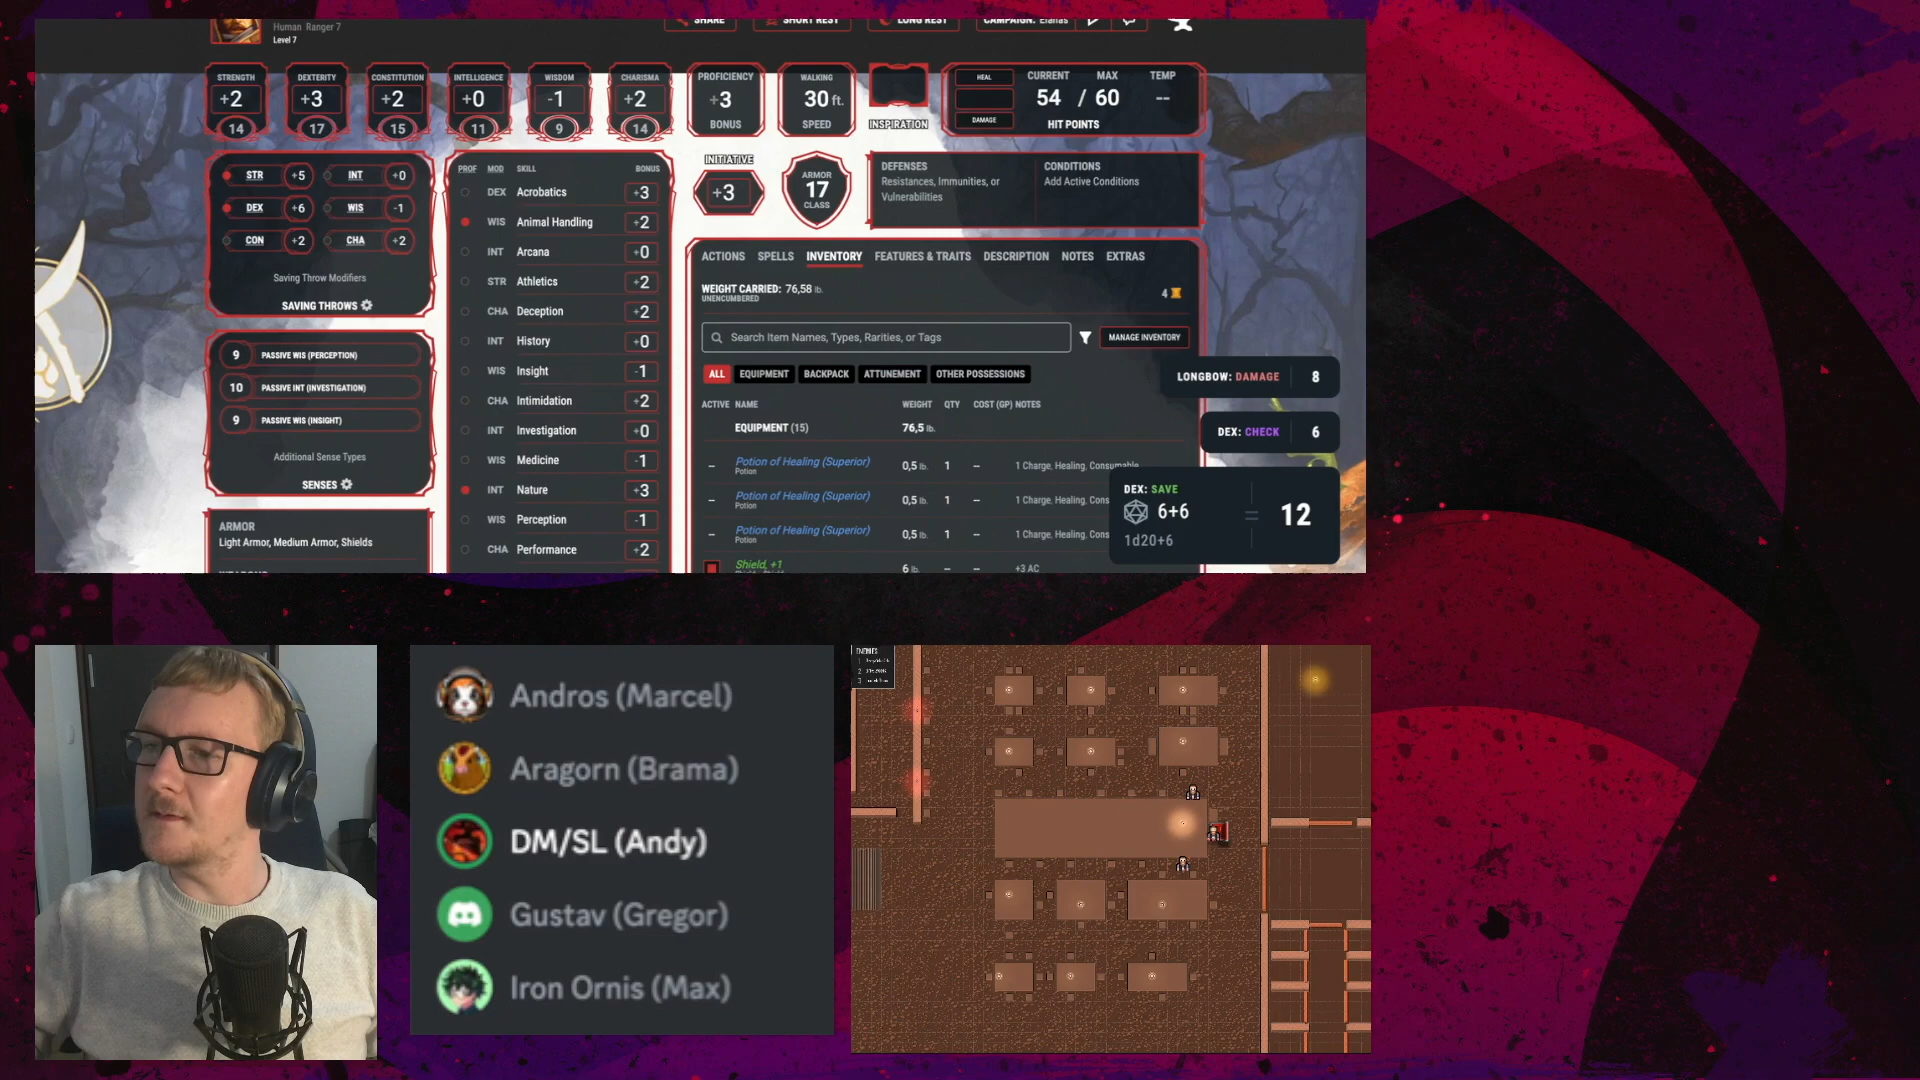 Human Ranger 7
Level 7
SHARE
SHORT REST
LONG REST
CAMPAIGN:
STRENGTH
+2
14
DEXTERITY
+3
17
CONSTITUTION
+2
15
INTELLIGENCE
+0
11
WISDOM
-1
9
CHARISMA
+2
14
PROFICIENCY
+3
BONUS
WALKING
30 ft.
SPEED
INSPIRATION
HEAL
DAMAGE
CURRENT MAX TEMP
54 / 60 --
HIT POINTS
STR +5 INT +0
DEX +6 WIS -1
CON +2 CHA +2
Saving Throw Modifiers
SAVING THROWS
9 PASSIVE WIS (PERCEPTION)
10 PASSIVE INT (INVESTIGATION)
9 PASSIVE WIS (INSIGHT)
Additional Sense Types
SENSES
ARMOR
Light Armor, Medium Armor, Shields
PROF MOD SKILL BONUS
DEX Acrobatics +3
WIS Animal Handling +2
INT Arcana +0
STR Athletics +2
CHA Deception +2
INT History +0
WIS Insight -1
CHA Intimidation +2
INT Investigation +0
WIS Medicine -1
INT Nature +3
WIS Perception -1
CHA Performance +2
INITIATIVE
+3
ARMOR
17
CLASS
DEFENSES
Resistances, Immunities, or
Vulnerabilities
CONDITIONS
Add Active Conditions
ACTIONS SPELLS INVENTORY FEATURES & TRAITS DESCRIPTION NOTES EXTRAS
WEIGHT CARRIED: 76,58 lb.
UNENCUMBERED
4
Search Item Names, Types, Rarities, or Tags
MANAGE INVENTORY
ALL EQUIPMENT BACKPACK ATTUNEMENT OTHER POSSESSIONS
ACTIVE NAME WEIGHT QTY COST (GP) NOTES
EQUIPMENT (15) 76,5 lb.
-- Potion of Healing (Superior) 0,5 lb. 1 -- 1 Charge, Healing, Consumable
Potion
-- Potion of Healing (Superior) 0,5 lb. 1 -- 1 Charge, Healing, Cons
Potion
-- Potion of Healing (Superior) 0,5 lb. 1 -- 1 Charge, Healing, Cons
Potion
Shield, +1 6 lb. -- -- +3 AC
LONGBOW: DAMAGE 8
DEX: CHECK 6
DEX: SAVE
6+6 = 12
1d20+6
Andros (Marcel)
Aragorn (Brama)
DM/SL (Andy)
Gustav (Gregor)
Iron Ornis (Max)
ENEMIES
1
2
3